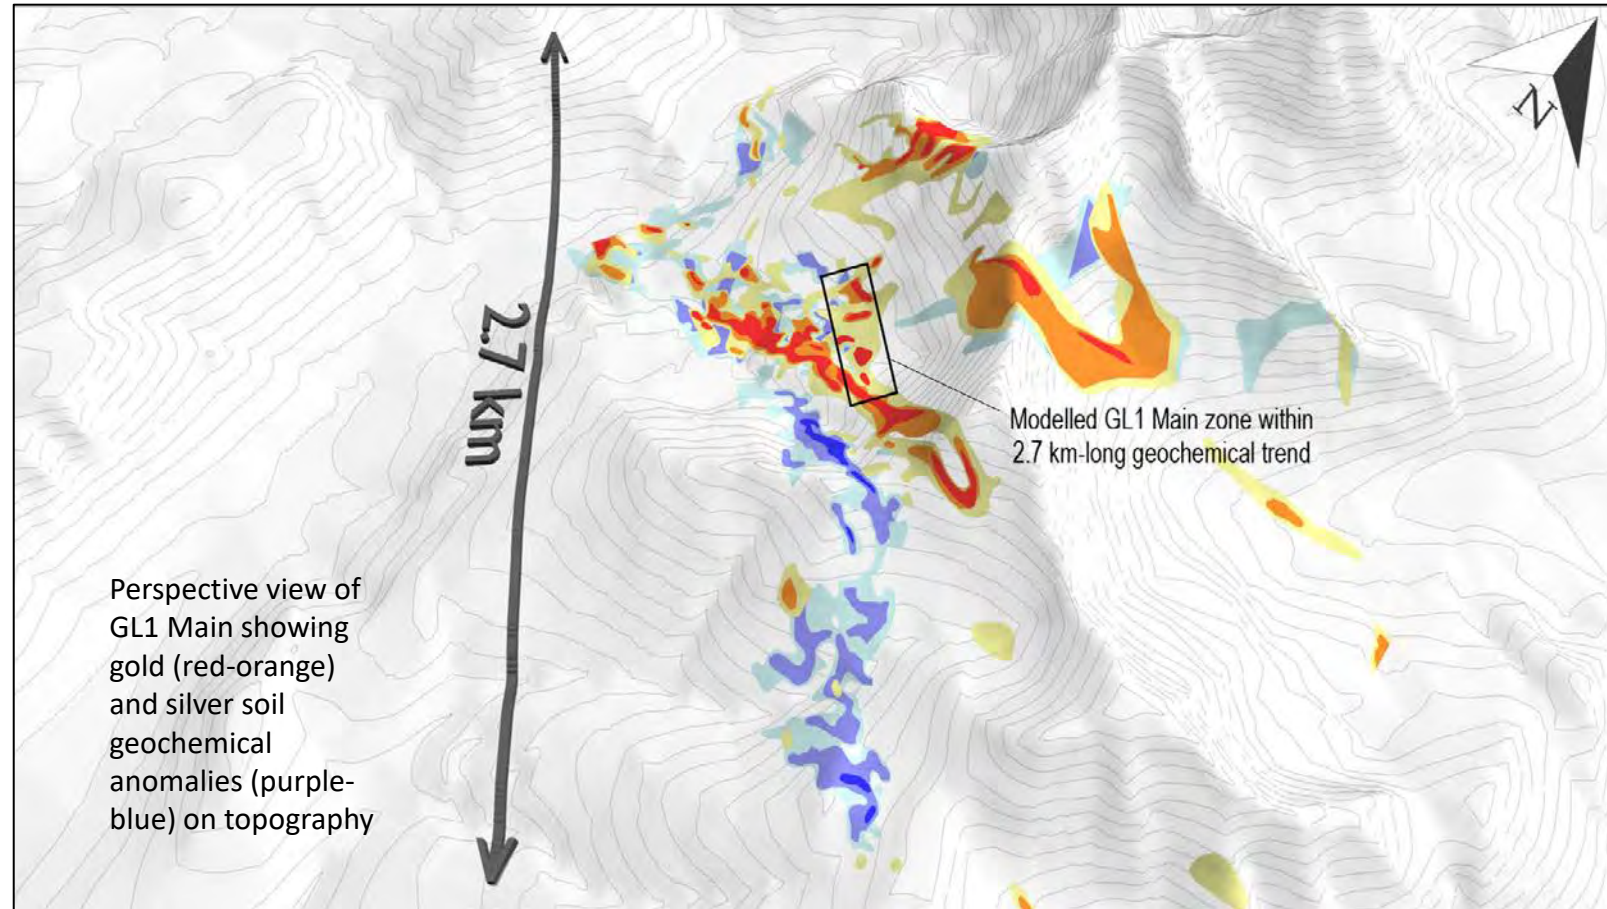 N
2.7 km
Modelled GL1 Main zone within
2.7 km-long geochemical trend
Perspective view of
GL1 Main showing
gold (red-orange)
and silver soil
geochemical
anomalies (purple-
blue) on topography